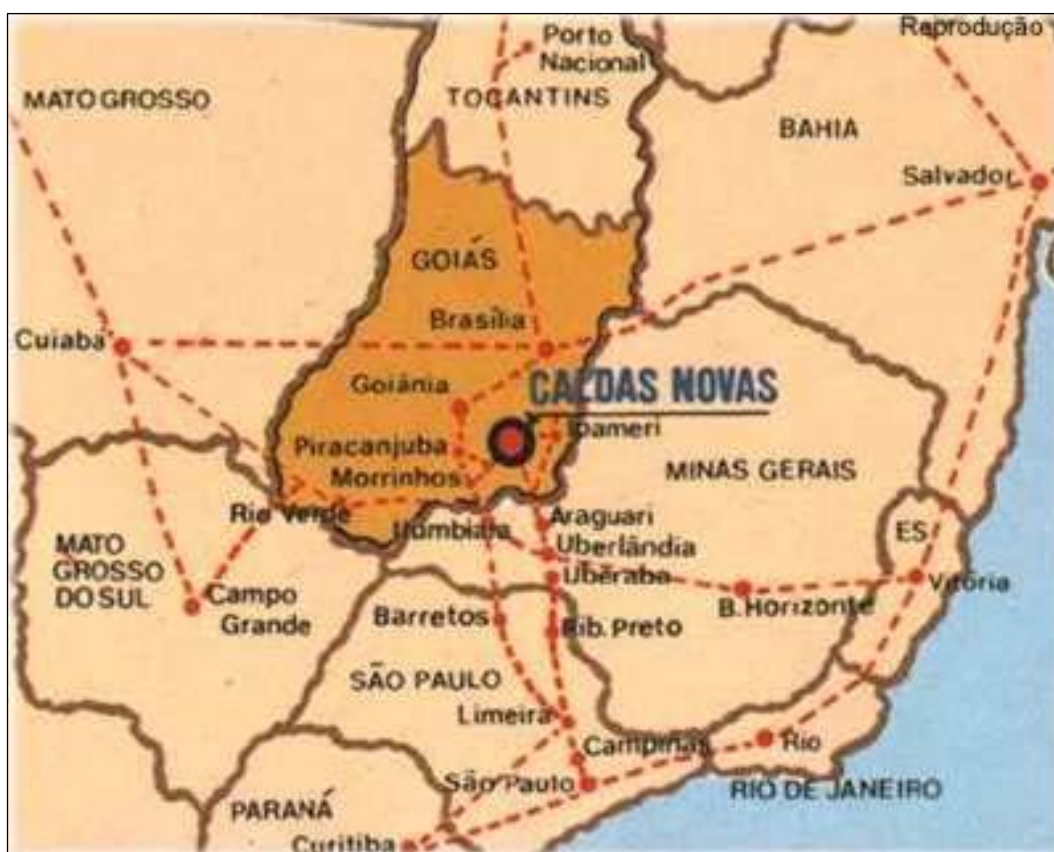 Reprodução
Porto
Nacional
MATO GROSSO
TOCANTINS
BAHIA
Salvador
GOIÁS
Brasília
Cuiabá
Goiânia
CALDAS NOVAS
Ipameri
Piracanjuba
Morrinhos
MINAS GERAIS
Rio Verde
Itumbiara
Araguari
ES
MATO
GROSSO
DO SUL
Uberlândia
Uberaba
Vitória
Campo
Grande
B. Horizonte
Barretos
Rib. Preto
SÃO PAULO
Limeira
Campinas
Rio
São Paulo
RIO DE JANEIRO
PARANÁ
Curitiba